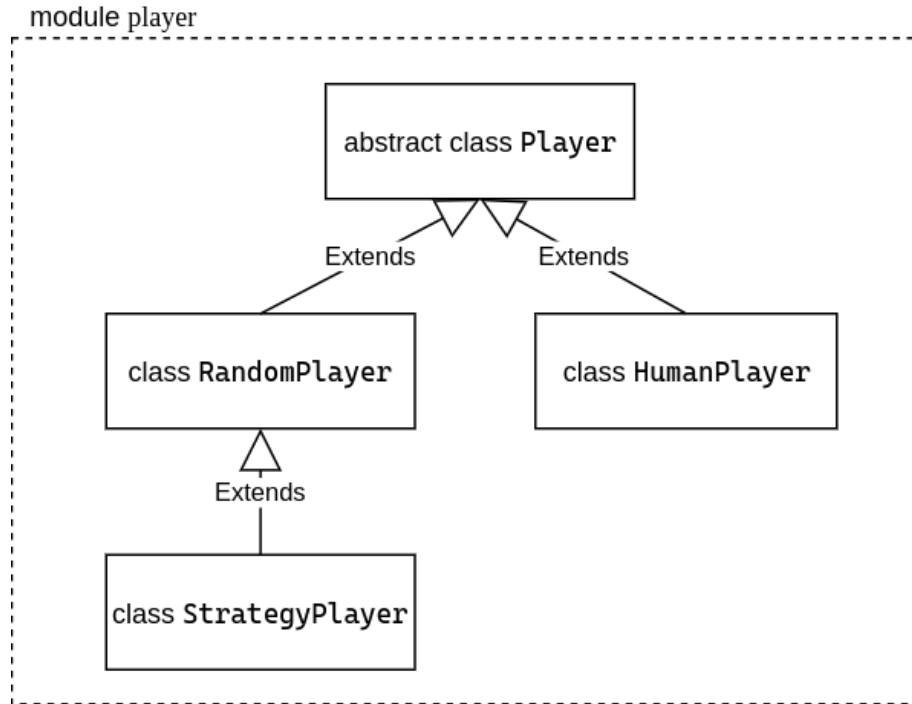 module player
abstract class Player
Extends
Extends
class RandomPlayer
class HumanPlayer
Extends
class StrategyPlayer